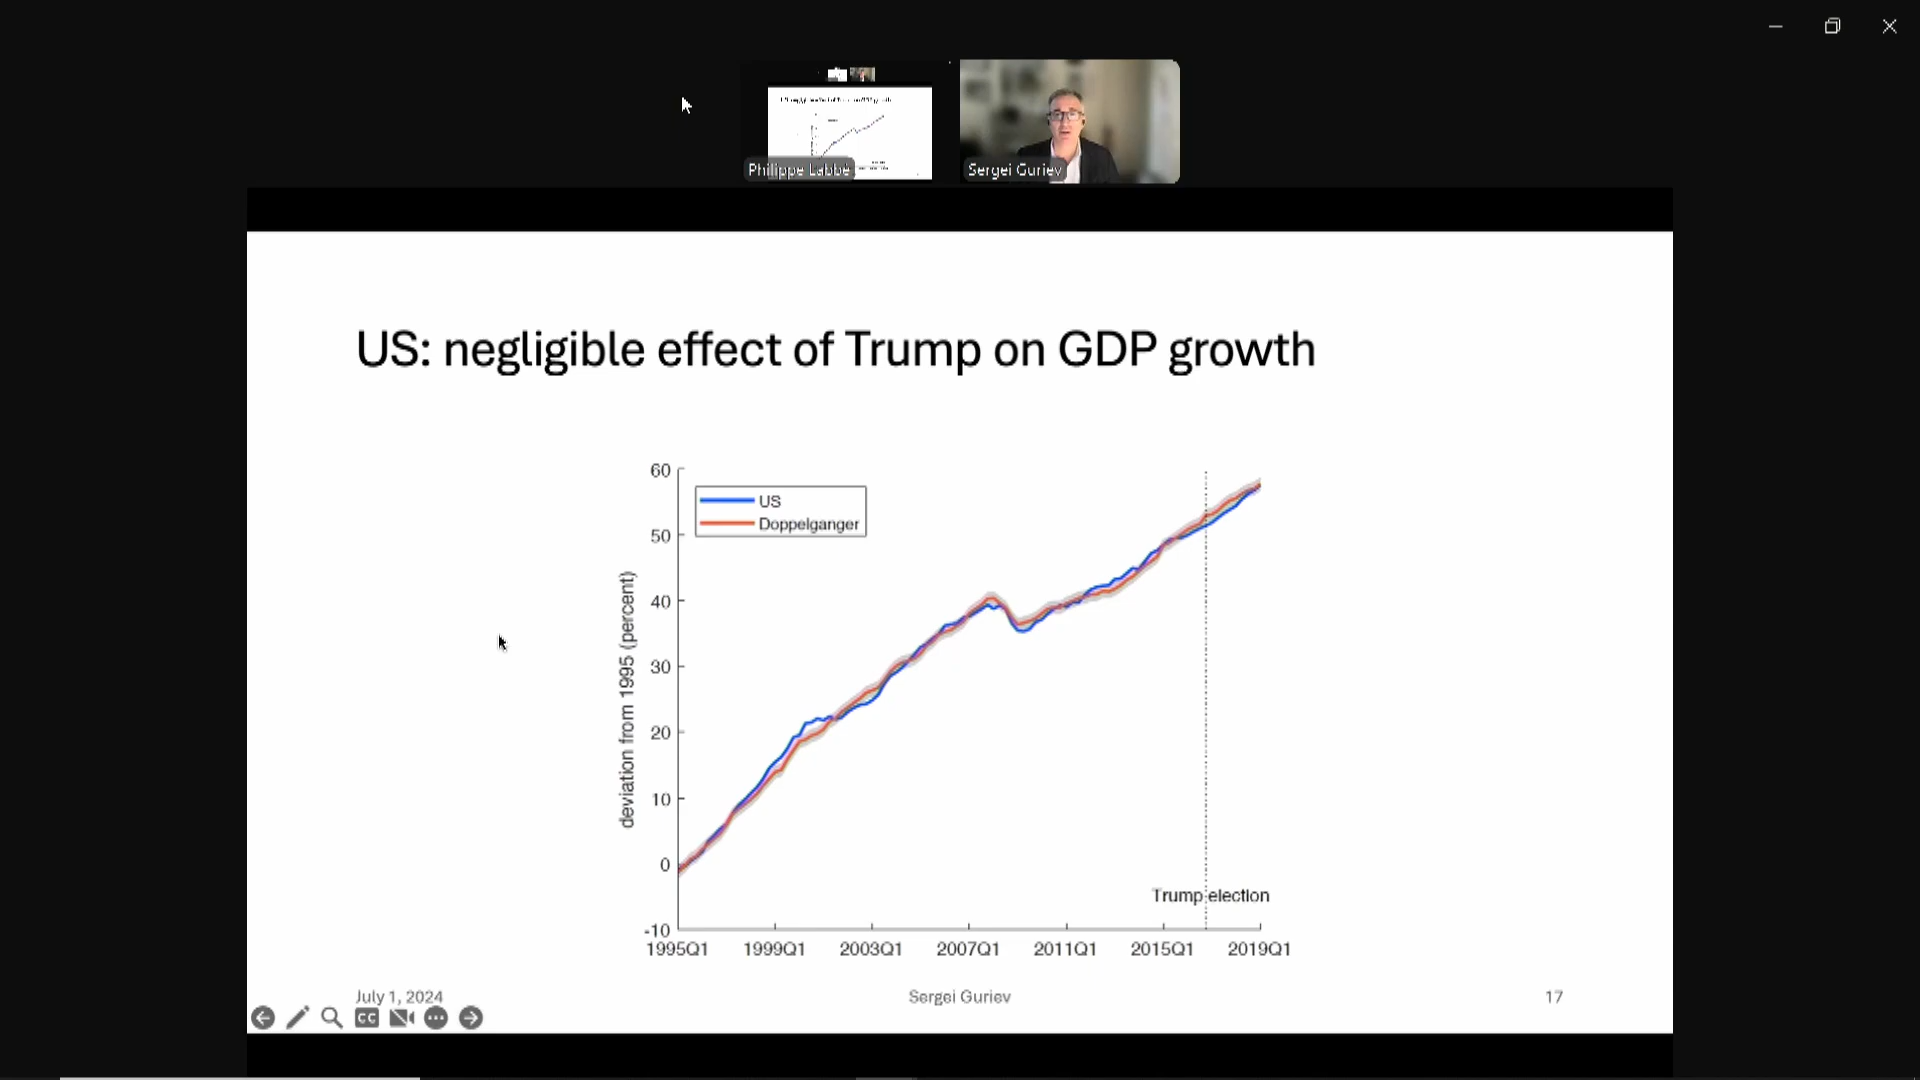 Philippe Labbé
Sergei Guriev
US: negligible effect of Trump on GDP growth
60
50
40
30
20
10
0
-10
deviation from 1995 (percent)
US
Doppelganger
Trump election
1995Q1 1999Q1 2003Q1 2007Q1 2011Q1 2015Q1 2019Q1
July 1, 2024
Sergei Guriev
17
CC